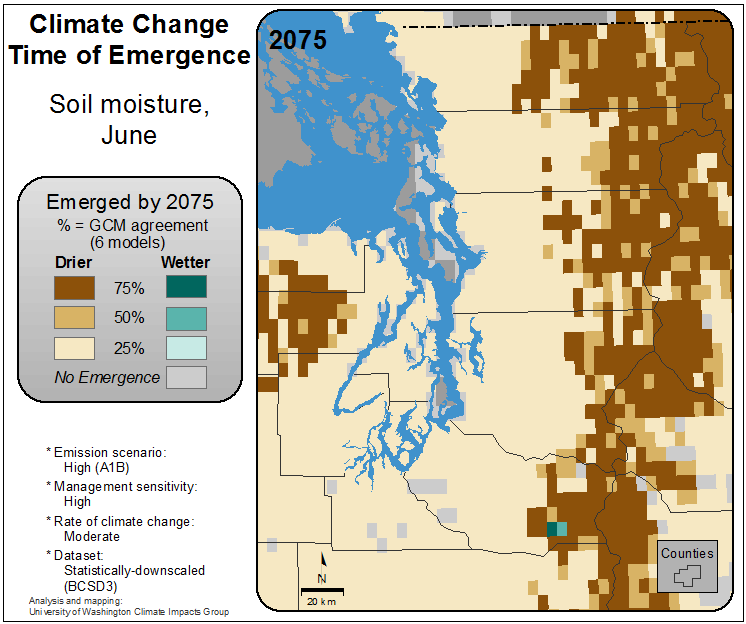 Climate Change
Time of Emergence
Soil moisture,
June
2075
Emerged by 2075
% = GCM agreement
(6 models)
Drier Wetter
75%
50%
25%
No Emergence
* Emission scenario:
High (A1B)
* Management sensitivity:
High
* Rate of climate change:
Moderate
* Dataset:
Statistically-downscaled
(BCSD3)
Analysis and mapping:
University of Washington Climate Impacts Group
N
20 km
Counties